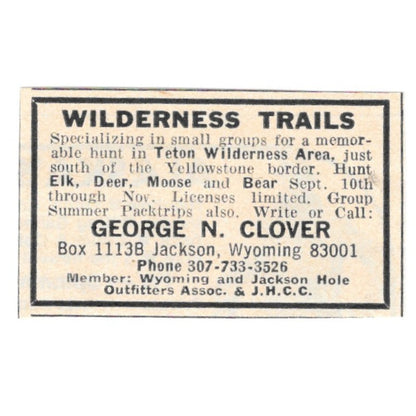 WILDERNESS TRAILS
Specializing in small groups for a memor-
able hunt in Teton Wilderness Area, just
south of the Yellowstone border. Hunt
Elk, Deer, Moose and Bear Sept. 10th
through Nov. Licenses limited. Group
Summer Packtrips also. Write or Call:
GEORGE N. CLOVER
Box 1113B Jackson, Wyoming 83001
Phone 307-733-3526
Member: Wyoming and Jackson Hole
Outfitters Assoc. & J.H.C.C.